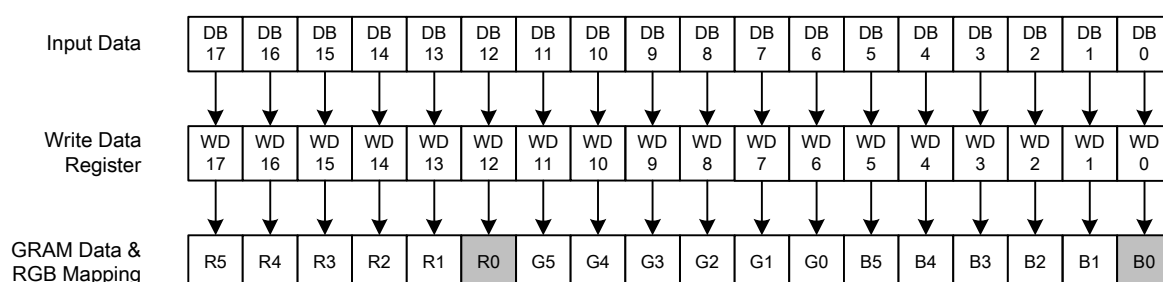 Input Data
DB DB DB DB DB DB DB DB DB DB DB DB DB DB DB DB DB DB
17 16 15 14 13 12 11 10 9 8 7 6 5 4 3 2 1 0
Write Data
Register
WD WD WD WD WD WD WD WD WD WD WD WD WD WD WD WD WD WD
17 16 15 14 13 12 11 10 9 8 7 6 5 4 3 2 1 0
GRAM Data &
RGB Mapping
R5 R4 R3 R2 R1 R0 G5 G4 G3 G2 G1 G0 B5 B4 B3 B2 B1 B0